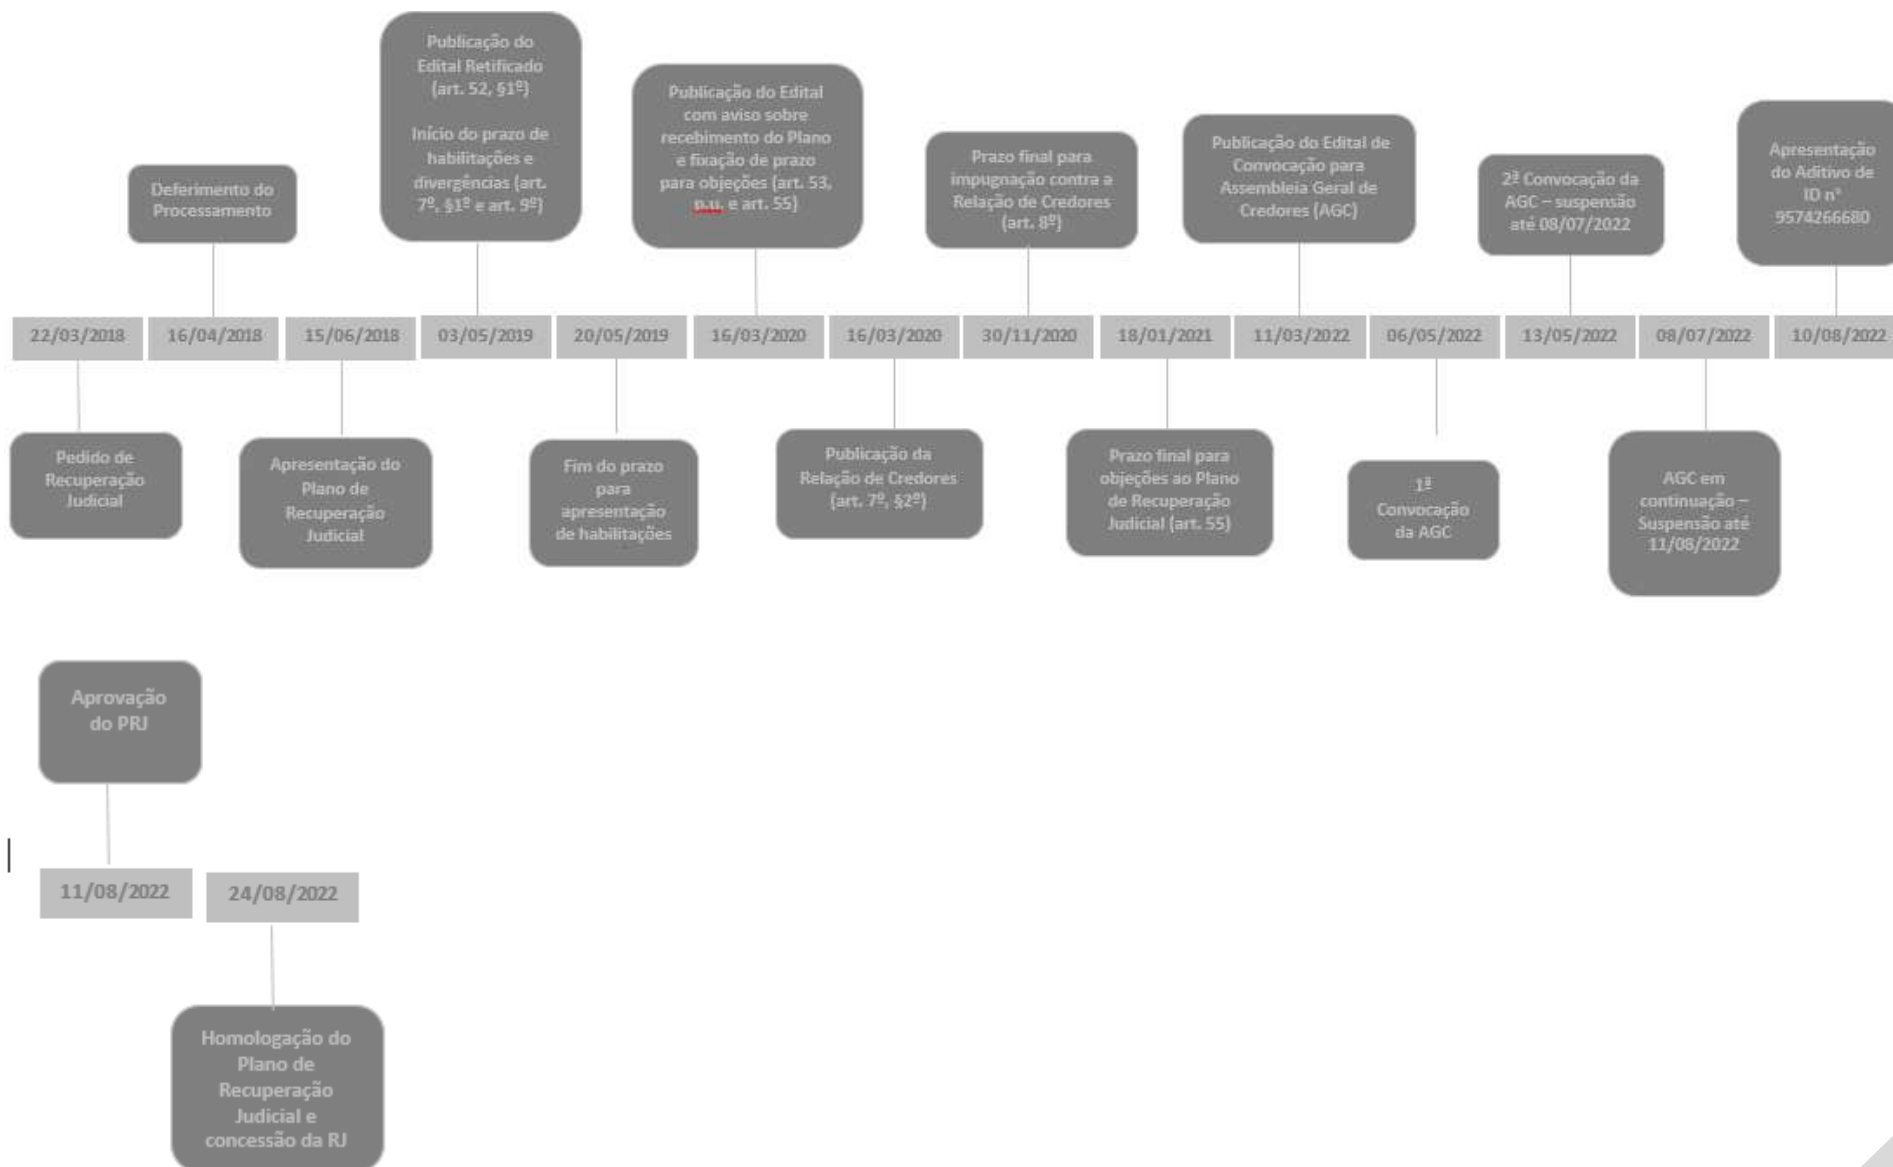 Publicação do
Edital Retificado
(art. 52, §1º)
Início do prazo de
habilitações e
divergências (art.
7º, §1º e art. 9º)
Publicação do Edital
com aviso sobre
recebimento do Plano
e fixação de prazo
para objeções (art. 53,
p.u. e art. 55)
Deferimento do
Processamento
Prazo final para
impugnação contra a
Relação de Credores
(art. 8º)
Publicação do Edital de
Convocação para
Assembleia Geral de
Credores (AGC)
2ª Convocação da
AGC – suspensão
até 08/07/2022
Apresentação
do Aditivo de
ID nº
9574266680
22/03/2018
16/04/2018
15/06/2018
03/05/2019
20/05/2019
16/03/2020
16/03/2020
30/11/2020
18/01/2021
11/03/2022
06/05/2022
13/05/2022
08/07/2022
10/08/2022
Pedido de
Recuperação
Judicial
Apresentação do
Plano de
Recuperação
Judicial
Fim do prazo
para
apresentação
de habilitações
Publicação da
Relação de Credores
(art. 7º, §2º)
Prazo final para
objeções ao Plano
de Recuperação
Judicial (art. 55)
1ª
Convocação
da AGC
AGC em
continuação –
Suspensão até
11/08/2022
Aprovação
do PRJ
11/08/2022
24/08/2022
Homologação do
Plano de
Recuperação
Judicial e
concessão da RJ